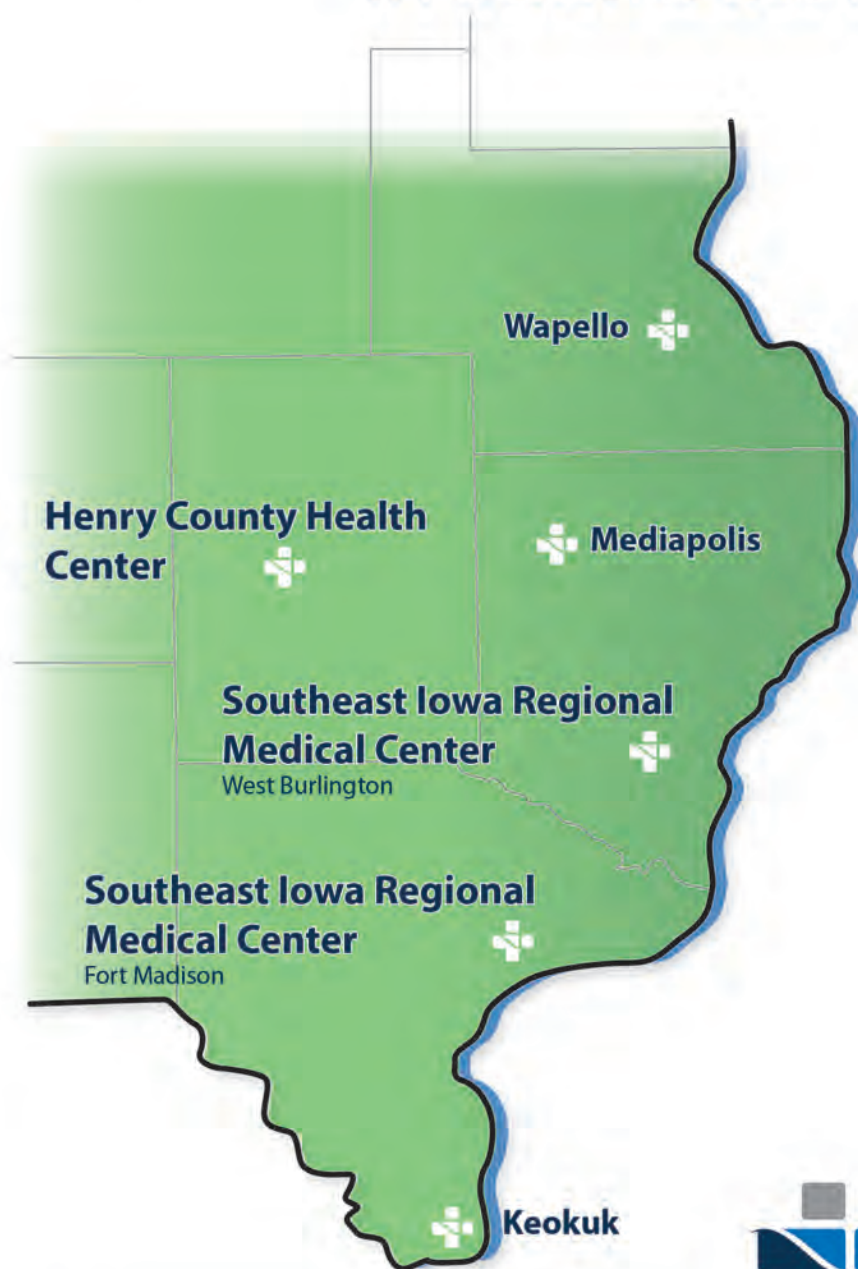 Wapello
Henry County Health
Center
Mediapolis
Southeast Iowa Regional
Medical Center
West Burlington
Southeast Iowa Regional
Medical Center
Fort Madison
Keokuk